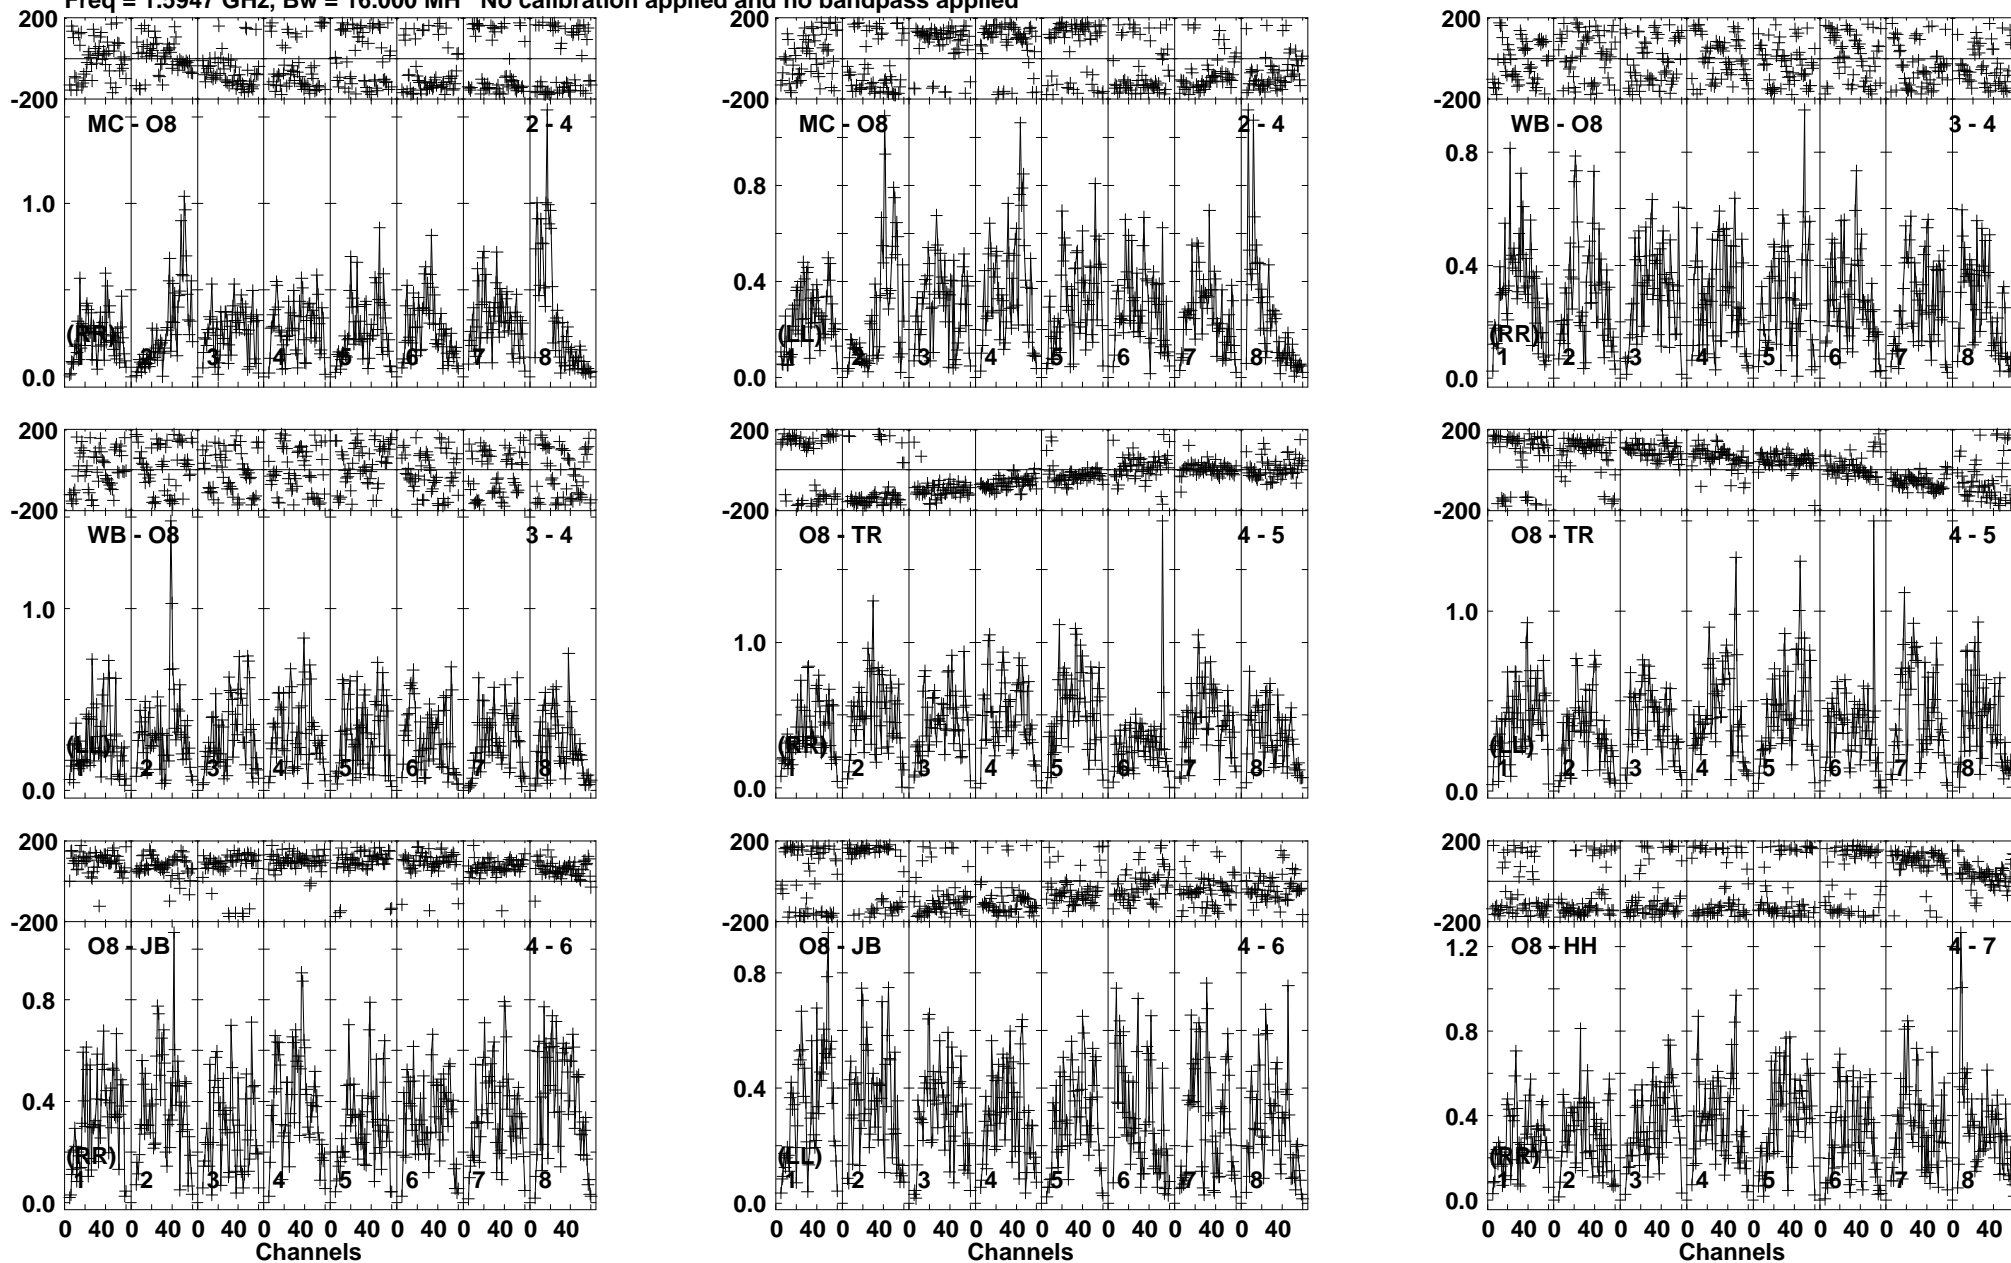 Freq = 1.5947 GHz, Bw = 16.000 MH No calibration applied and no bandpass applied
200 200 200
-200 -200 -200
MC - O8 2 - 4 MC - O8 2 - 4 WB - O8 3 - 4
1.0 0.8 0.8
0.4 0.4
(RR) (LL) (RR)
2 3 4 5 6 7 8 1 2 3 4 5 6 7 8 1 2 3 4 5 6 7 8
0.0 0.0 0.0
200 200 200
-200 -200 -200
WB - O8 3 - 4 O8 - TR 4 - 5 O8 - TR 4 - 5
1.0 1.0 1.0
(LL) (RR) (LL)
1 2 3 4 5 6 7 8 1 2 3 4 5 6 7 8 1 2 3 4 5 6 7 8
0.0 0.0 0.0
200 200 200
-200 -200 -200
O8 - JB 4 - 6 O8 - JB 4 - 6 O8 - HH 4 - 7
1.2
0.8 0.8 0.8
0.4 0.4 0.4
(RR) (LL) (RR)
1 2 3 4 5 6 7 8 1 2 3 4 5 6 7 8 1 2 3 4 5 6 7 8
0.0 0.0 0.0
0 40 0 40 0 40 0 40 0 40 0 40 0 40 0 40 0 40 0 40 0 40 0 40 0 40 0 40 0 40 0 40 0 40 0 40 0 40 0 40 0 40 0 40 0 40 0 40
Channels Channels Channels